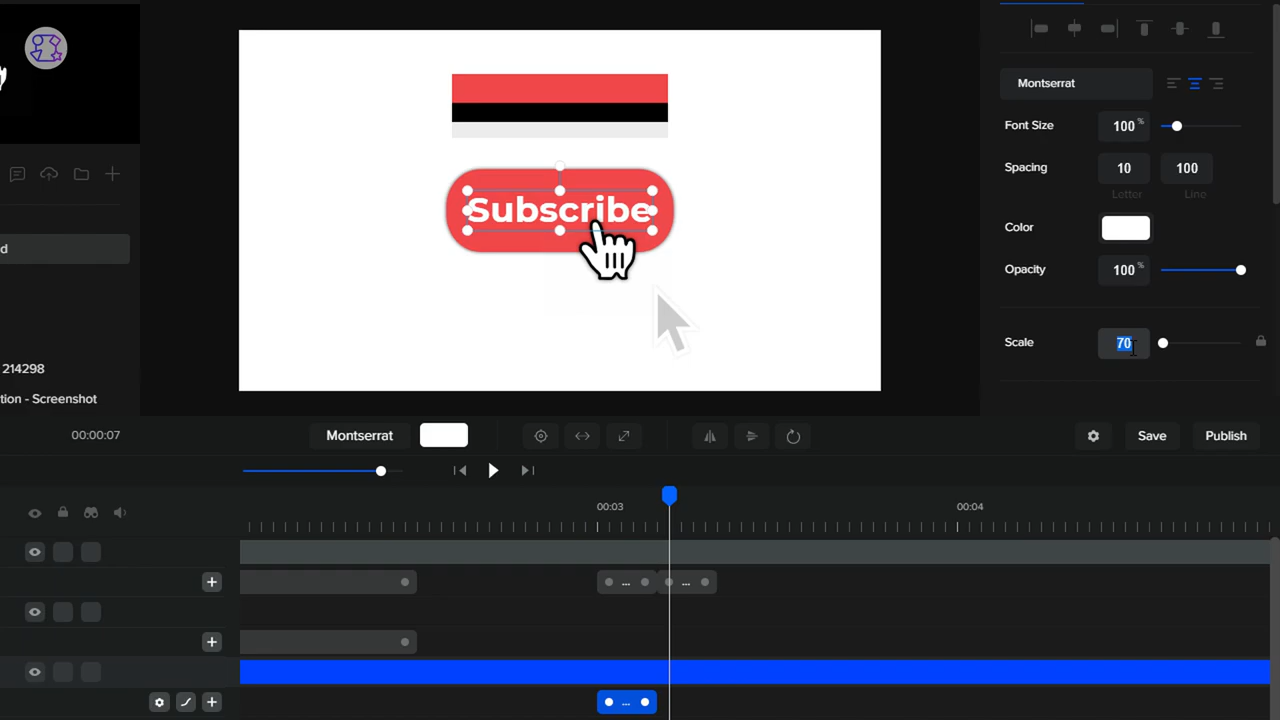 Montserrat
Font Size 100 %
Spacing 10 100
Letter Line
Color
Opacity 100 %
Scale 70
Subscribe
d
214298
tion - Screenshot
00:00:07
Montserrat
Save
Publish
00:03
00:04
...
...
...